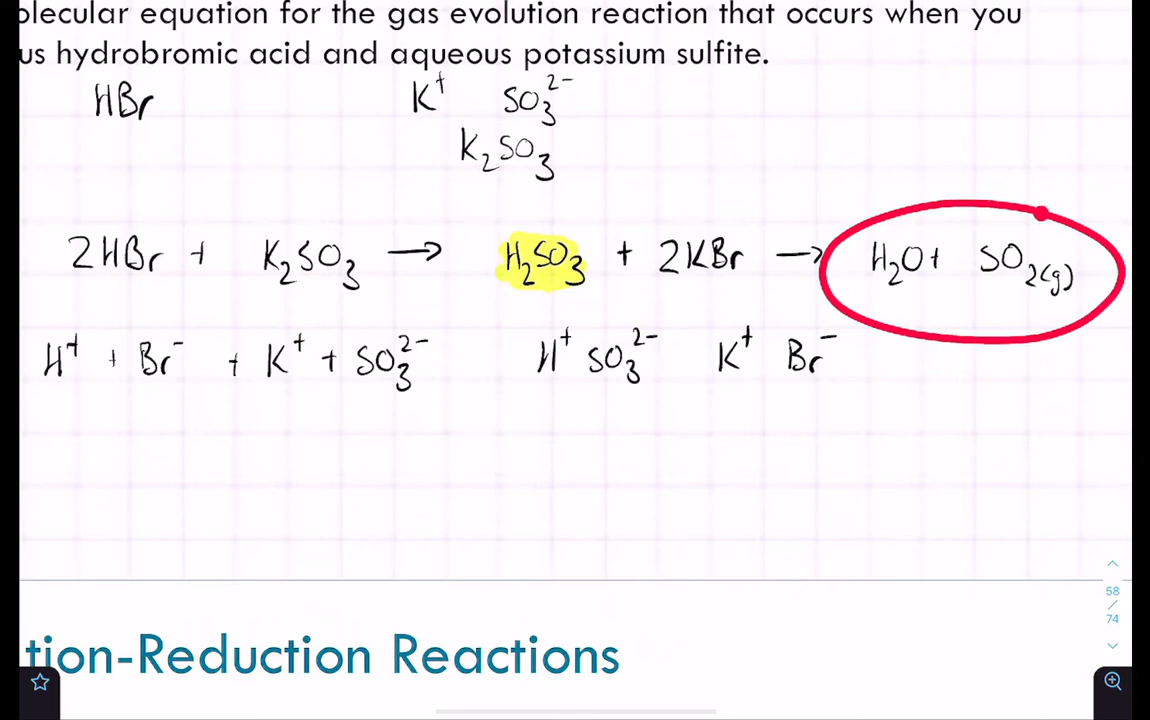 olecular equation for the gas evolution reaction that occurs when you
us hydrobromic acid and aqueous potassium sulfite.
HBr K⁺ SO₃²⁻
K₂SO₃
2HBr + K₂SO₃ → H₂SO₃ + 2KBr → H₂O + SO₂(g)
H⁺ + Br⁻ + K⁺ + SO₃²⁻ H⁺ SO₃²⁻ K⁺ Br⁻
58
/
74
tion-Reduction Reactions